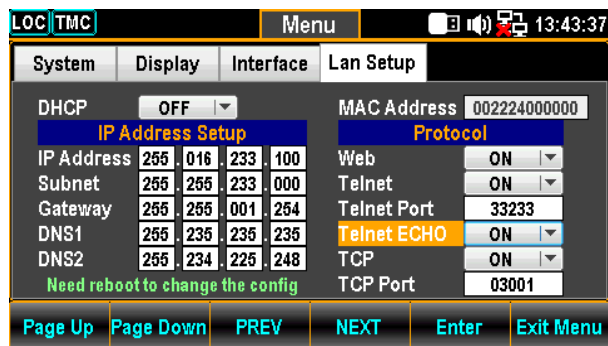 LOC TMC Menu 13:43:37
System Display Interface Lan Setup
DHCP OFF MAC Address 002224000000
IP Address Setup Protocol
IP Address 255 . 016 . 233 . 100 Web ON
Subnet 255 . 255 . 233 . 000 Telnet ON
Gateway 255 . 255 . 001 . 254 Telnet Port 33233
DNS1 255 . 235 . 235 . 235 Telnet ECHO ON
DNS2 255 . 234 . 225 . 248 TCP ON
Need reboot to change the config TCP Port 03001
Page Up Page Down PREV NEXT Enter Exit Menu